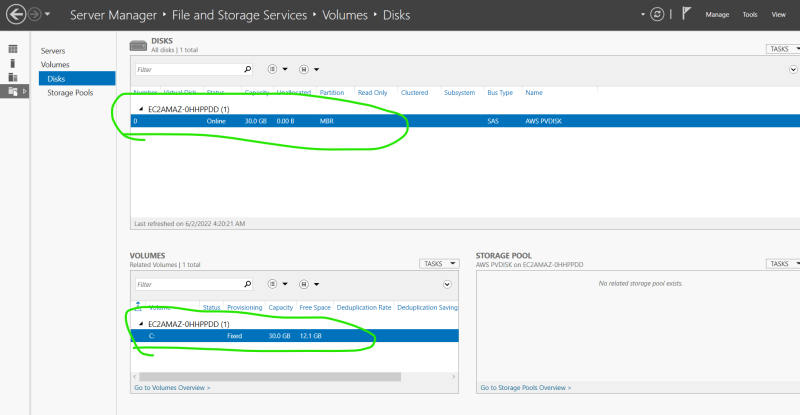 Server Manager ‣ File and Storage Services ‣ Volumes ‣ Disks
Manage Tools View
Servers
Volumes
Disks
Storage Pools
DISKS
All disks | 1 total
TASKS
Filter
Number Virtual Disk Status Capacity Unallocated Partition Read Only Clustered Subsystem Bus Type Name
EC2AMAZ-0HHPPDD (1)
0 Online 30.0 GB 0.00 B MBR SAS AWS PVDISK
Last refreshed on 6/2/2022 4:20:21 AM
VOLUMES
Related Volumes | 1 total
TASKS
Filter
Volume Status Provisioning Capacity Free Space Deduplication Rate Deduplication Saving
EC2AMAZ-0HHPPDD (1)
C: Fixed 30.0 GB 12.1 GB
Go to Volumes Overview >
STORAGE POOL
AWS PVDISK on EC2AMAZ-0HHPPDD
TASKS
No related storage pool exists.
Go to Storage Pools Overview >